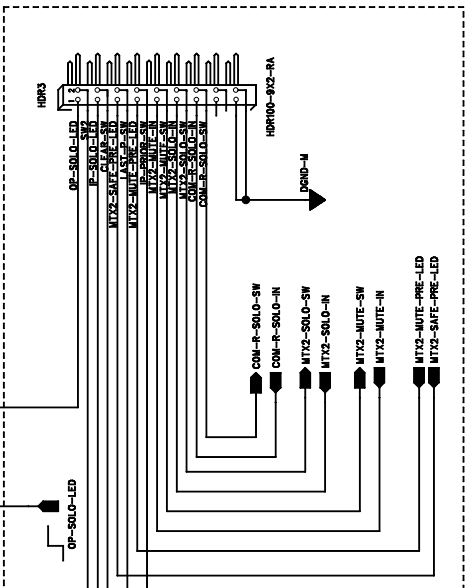 HDR3
2
1
HDR100-9X2-RA
OP-SOLO-LED
SW2
IP-SOLO-LED
CLEAR-SW
MTX2-SAFE-PRE-LED
LAST-P-SW
MTX2-MUTE-PRE-LED
IP-PRIOR-SW
MTX2-MUTE-IN
MTX2-MUTE-SW
MTX2-SOLO-IN
MTX2-SOLO-SW
COM-R-SOLO-IN
COM-R-SOLO-SW
DGND-M
COM-R-SOLO-SW
COM-R-SOLO-IN
MTX2-SOLO-SW
MTX2-SOLO-IN
MTX2-MUTE-SW
MTX2-MUTE-IN
MTX2-MUTE-PRE-LED
MTX2-SAFE-PRE-LED
OP-SOLO-LED